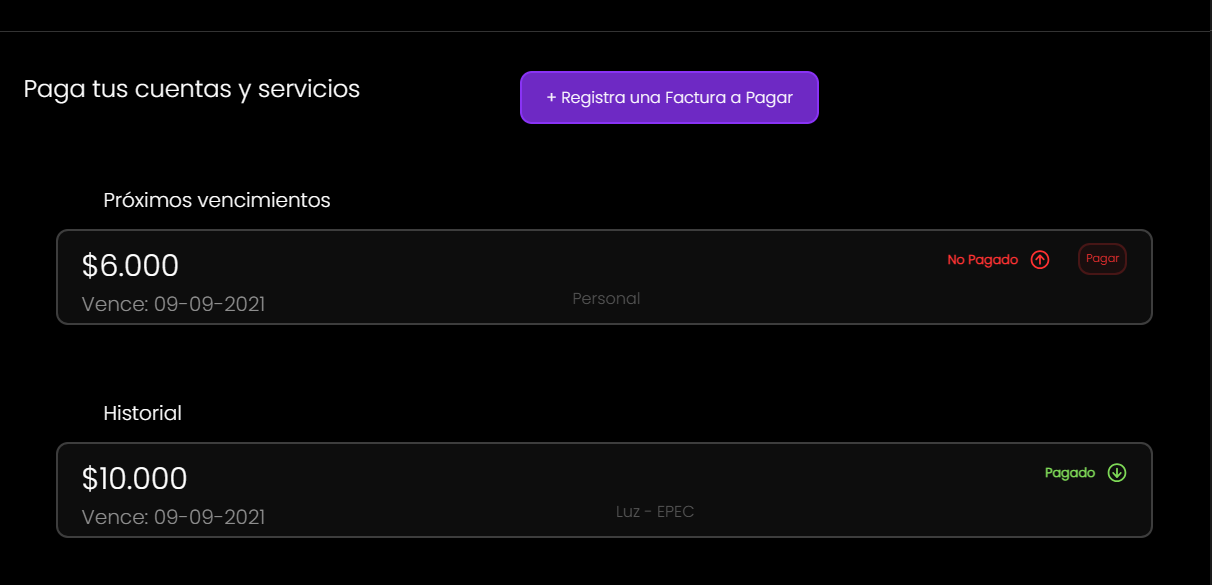 Paga tus cuentas y servicios
+ Registra una Factura a Pagar
Próximos vencimientos
$6.000
No Pagado
Pagar
Vence: 09-09-2021
Personal
Historial
$10.000
Pagado
Vence: 09-09-2021
Luz - EPEC